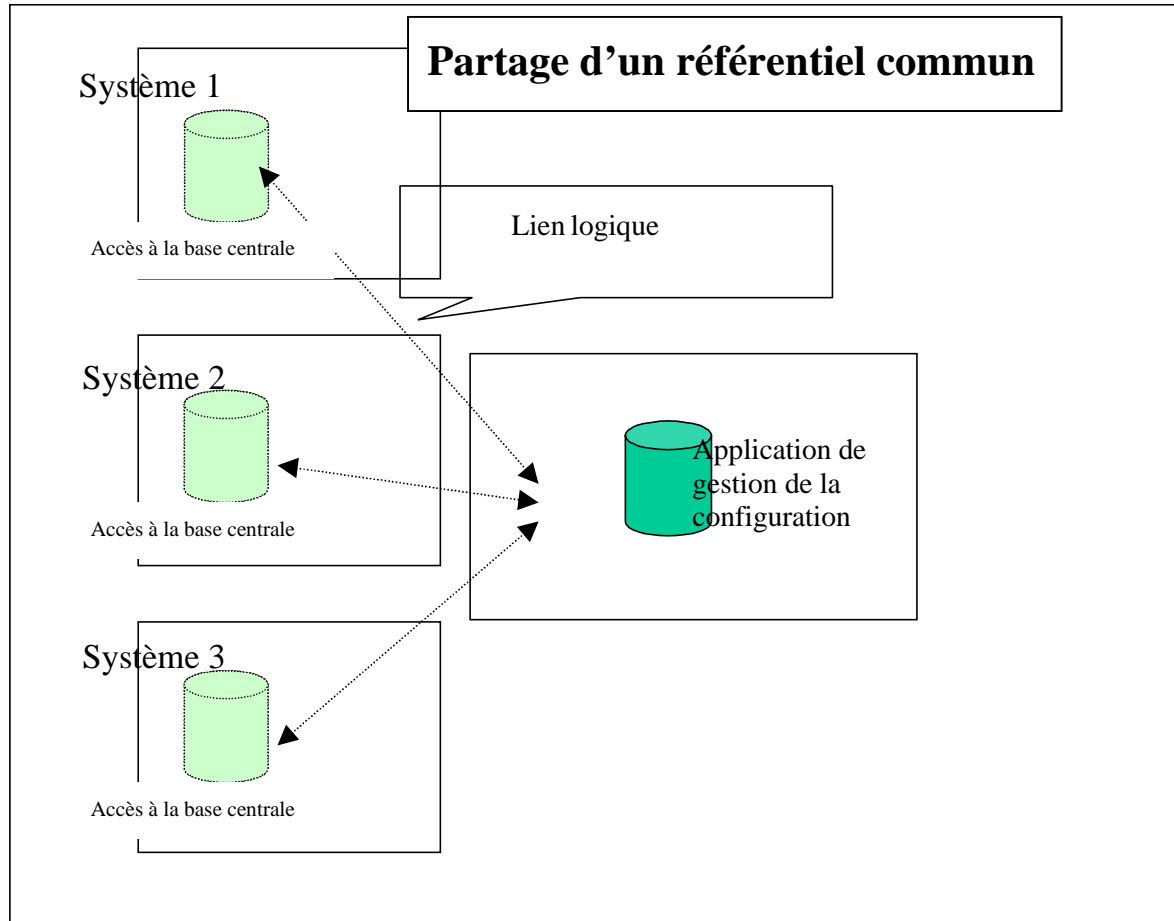 Partage d’un référentiel commun
Système 1
Accès à la base centrale
Lien logique
Système 2
Accès à la base centrale
Application de
gestion de la
configuration
Système 3
Accès à la base centrale